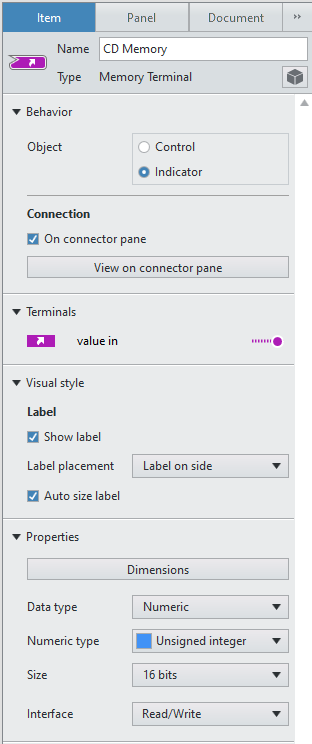 Item Panel Document »
Name CD Memory
Type Memory Terminal
Behavior
Object Control
Indicator
Connection
On connector pane
View on connector pane
Terminals
value in
Visual style
Label
Show label
Label placement Label on side
Auto size label
Properties
Dimensions
Data type Numeric
Numeric type Unsigned integer
Size 16 bits
Interface Read/Write